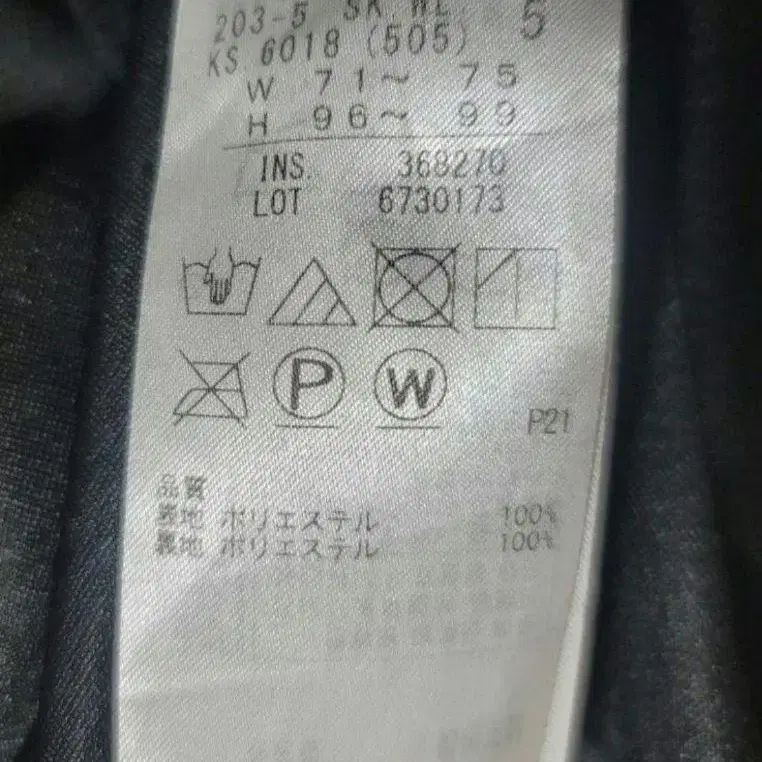 203-5 SK WE 5
KS 6018 (505)
W 71~ 75
H 96~ 99
INS. 368270
LOT 6730173
P
W
P21
品質
表地 ポリエステル 100%
裏地 ポリエステル 100%